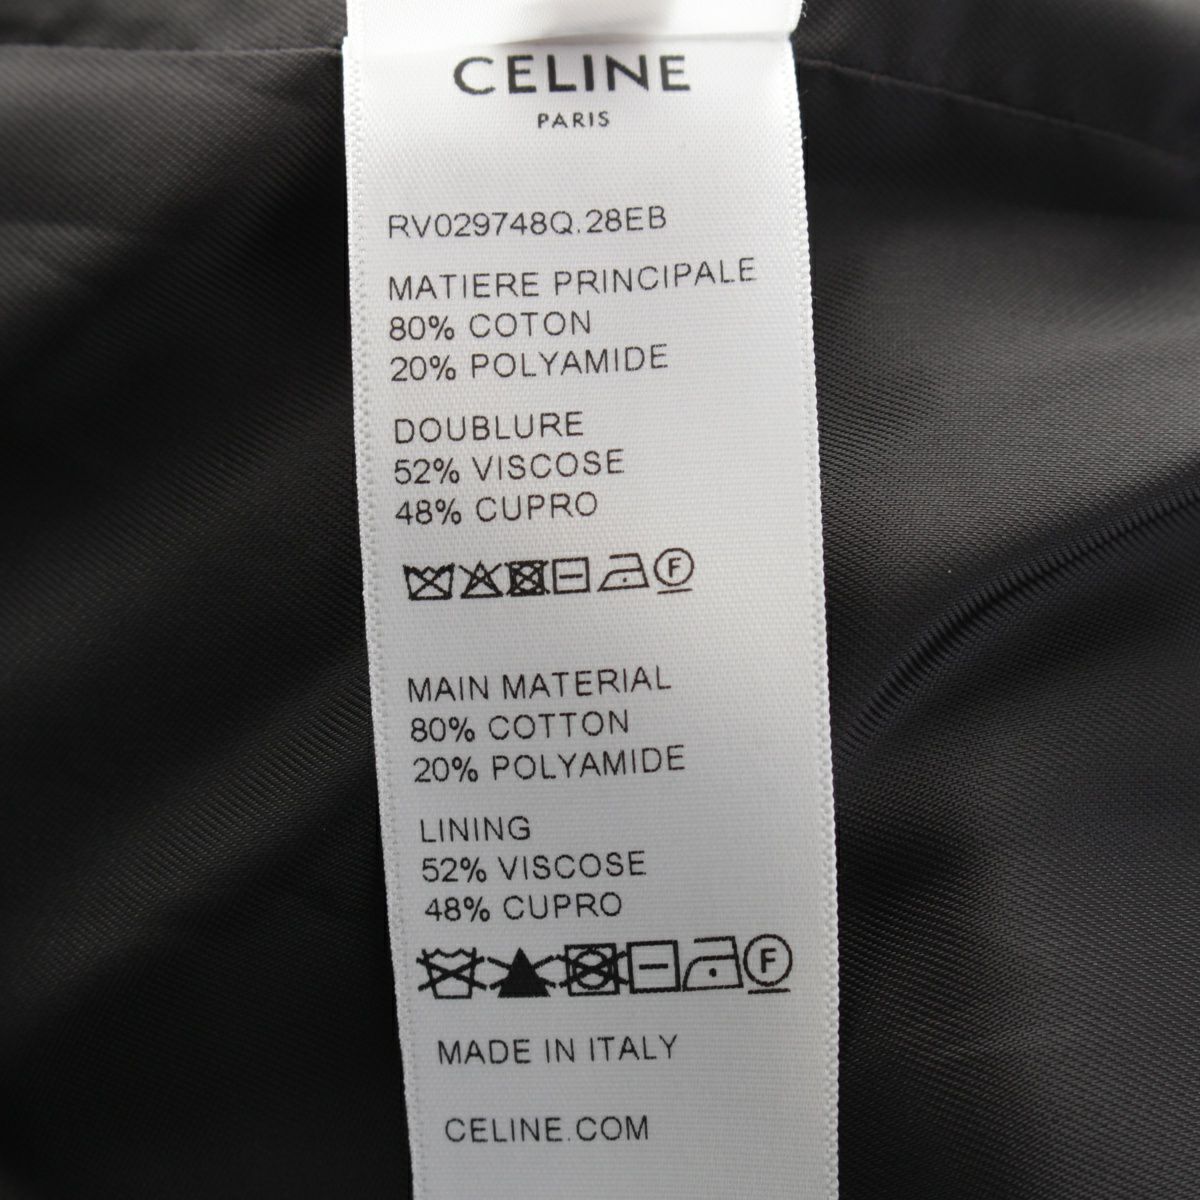 CELINE
PARIS
RV029748Q.28EB
MATIERE PRINCIPALE
80% COTON
20% POLYAMIDE
DOUBLURE
52% VISCOSE
48% CUPRO
F
MAIN MATERIAL
80% COTTON
20% POLYAMIDE
LINING
52% VISCOSE
48% CUPRO
F
MADE IN ITALY
CELINE.COM